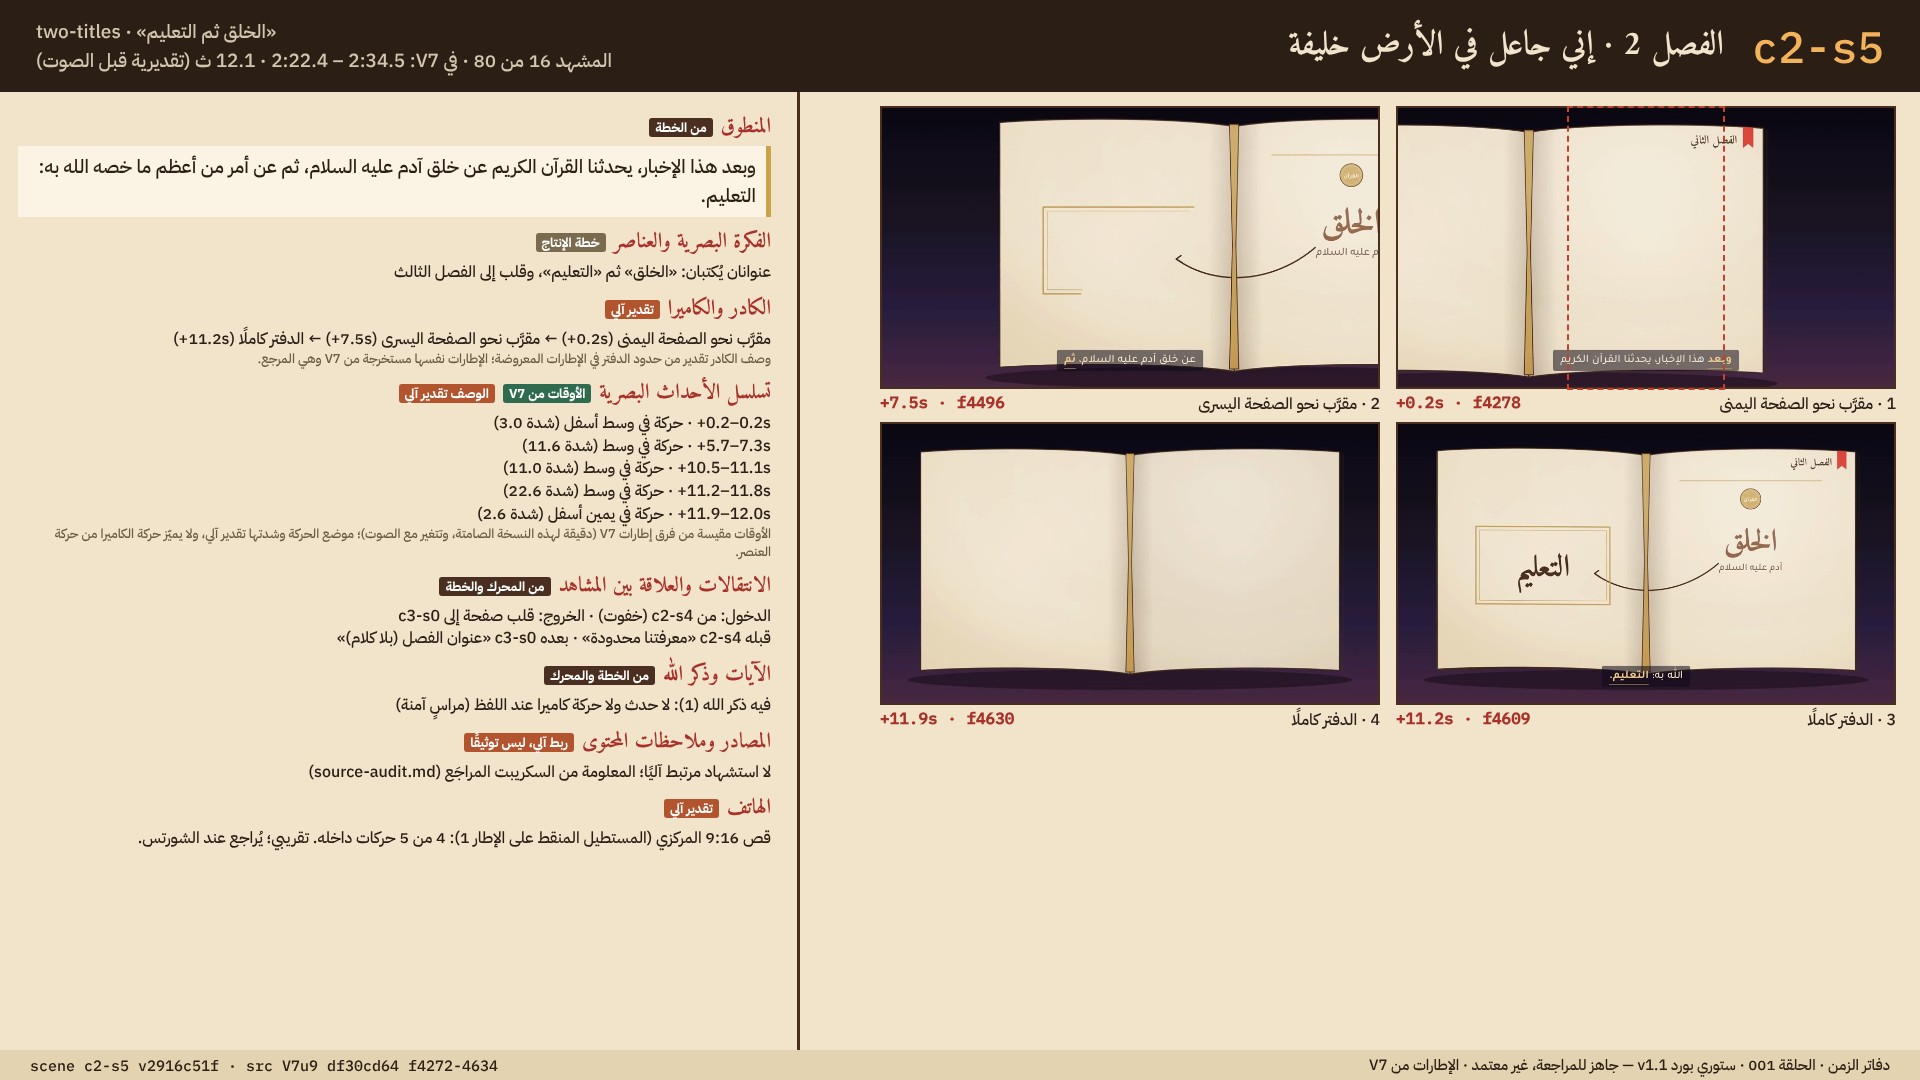 c2-s5
الفصل 2 · إني جاعل في الأرض خليفة
two-titles · «الخلق ثم التعليم»
المشهد 16 من 80 · في V7: 2:22.4 – 2:34.5 · 12.1 ث (تقديرية قبل الصوت)
الفصل الثاني
وبعد هذا الإخبار، يحدثنا القرآن الكريم
1 · مقرَّب نحو الصفحة اليمنى
+0.2s · f4278
القرآن
الخلق
م عليه السلام
عن خلق آدم عليه السلام، ثم
2 · مقرَّب نحو الصفحة اليسرى
+7.5s · f4496
الفصل الثاني
القرآن
الخلق
آدم عليه السلام
التعليم
الله به: التعليم.
3 · الدفتر كاملًا
+11.2s · f4609
4 · الدفتر كاملًا
+11.9s · f4630
المنطوق من الخطة
وبعد هذا الإخبار، يحدثنا القرآن الكريم عن خلق آدم عليه السلام، ثم عن أمر من أعظم ما خصه الله به:
التعليم.
الفكرة البصرية والعناصر خطة الإنتاج
عنوانان يُكتبان: «الخلق» ثم «التعليم»، وقلب إلى الفصل الثالث
الكادر والكاميرا تقدير آلي
مقرَّب نحو الصفحة اليمنى (+0.2s) ← مقرَّب نحو الصفحة اليسرى (+7.5s) ← الدفتر كاملًا (+11.2s)
وصف الكادر تقدير من حدود الدفتر في الإطارات المعروضة؛ الإطارات نفسها مستخرجة من V7 وهي المرجع.
تسلسل الأحداث البصرية الأوقات من V7 الوصف تقدير آلي
+0.2–0.2s · حركة في وسط أسفل (شدة 3.0)
+5.7–7.3s · حركة في وسط (شدة 11.6)
+10.5–11.1s · حركة في وسط (شدة 11.0)
+11.2–11.8s · حركة في وسط (شدة 22.6)
+11.9–12.0s · حركة في يمين أسفل (شدة 2.6)
الأوقات مقيسة من فرق إطارات V7 (دقيقة لهذه النسخة الصامتة، وتتغير مع الصوت)؛ موضع الحركة وشدتها تقدير آلي، ولا يميّز حركة الكاميرا من حركة
العنصر.
الانتقالات والعلاقة بين المشاهد من المحرك والخطة
الدخول: من c2-s4 (خفوت) · الخروج: قلب صفحة إلى c3-s0
قبله c2-s4 «معرفتنا محدودة» · بعده c3-s0 «عنوان الفصل (بلا كلام)»
الآيات وذكر الله من الخطة والمحرك
فيه ذكر الله (1): لا حدث ولا حركة كاميرا عند اللفظ (مراسٍ آمنة)
المصادر وملاحظات المحتوى ربط آلي، ليس توثيقًا
لا استشهاد مرتبط آليًا؛ المعلومة من السكريبت المراجَع (source-audit.md)
الهاتف تقدير آلي
قص 9:16 المركزي (المستطيل المنقط على الإطار 1): 4 من 5 حركات داخله. تقريبي؛ يُراجع عند الشورتس.
دفاتر الزمن · الحلقة 001 · ستوري بورد v1.1 — جاهز للمراجعة، غير معتمد · الإطارات من V7
scene c2-s5 v2916c51f · src V7u9 df30cd64 f4272-4634